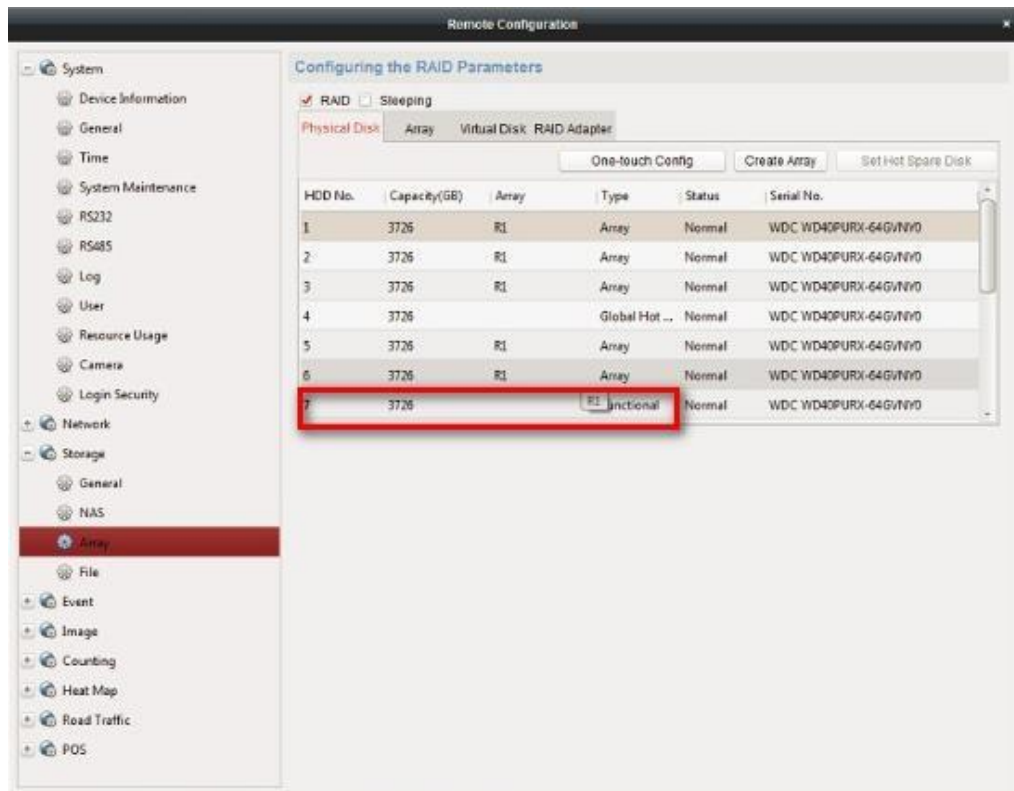 Remote Configuration
System
Device Information
General
Time
System Maintenance
RS232
RS485
Log
User
Resource Usage
Camera
Login Security
Network
Storage
General
NAS
Array
File
Event
Image
Counting
Heat Map
Road Traffic
POS
Configuring the RAID Parameters
RAID Sleeping
Physical Disk Array Virtual Disk RAID Adapter
One-touch Config Create Array Set Hot Spare Disk
HDD No. Capacity(GB) Array Type Status Serial No.
1 3726 R1 Array Normal WDC WD40PURX-64GVNY0
2 3726 R1 Array Normal WDC WD40PURX-64GVNY0
3 3726 R1 Array Normal WDC WD40PURX-64GVNY0
4 3726 Global Hot ... Normal WDC WD40PURX-64GVNY0
5 3726 R1 Array Normal WDC WD40PURX-64GVNY0
6 3726 R1 Array Normal WDC WD40PURX-64GVNY0
7 3726 R1 unctional Normal WDC WD40PURX-64GVNY0